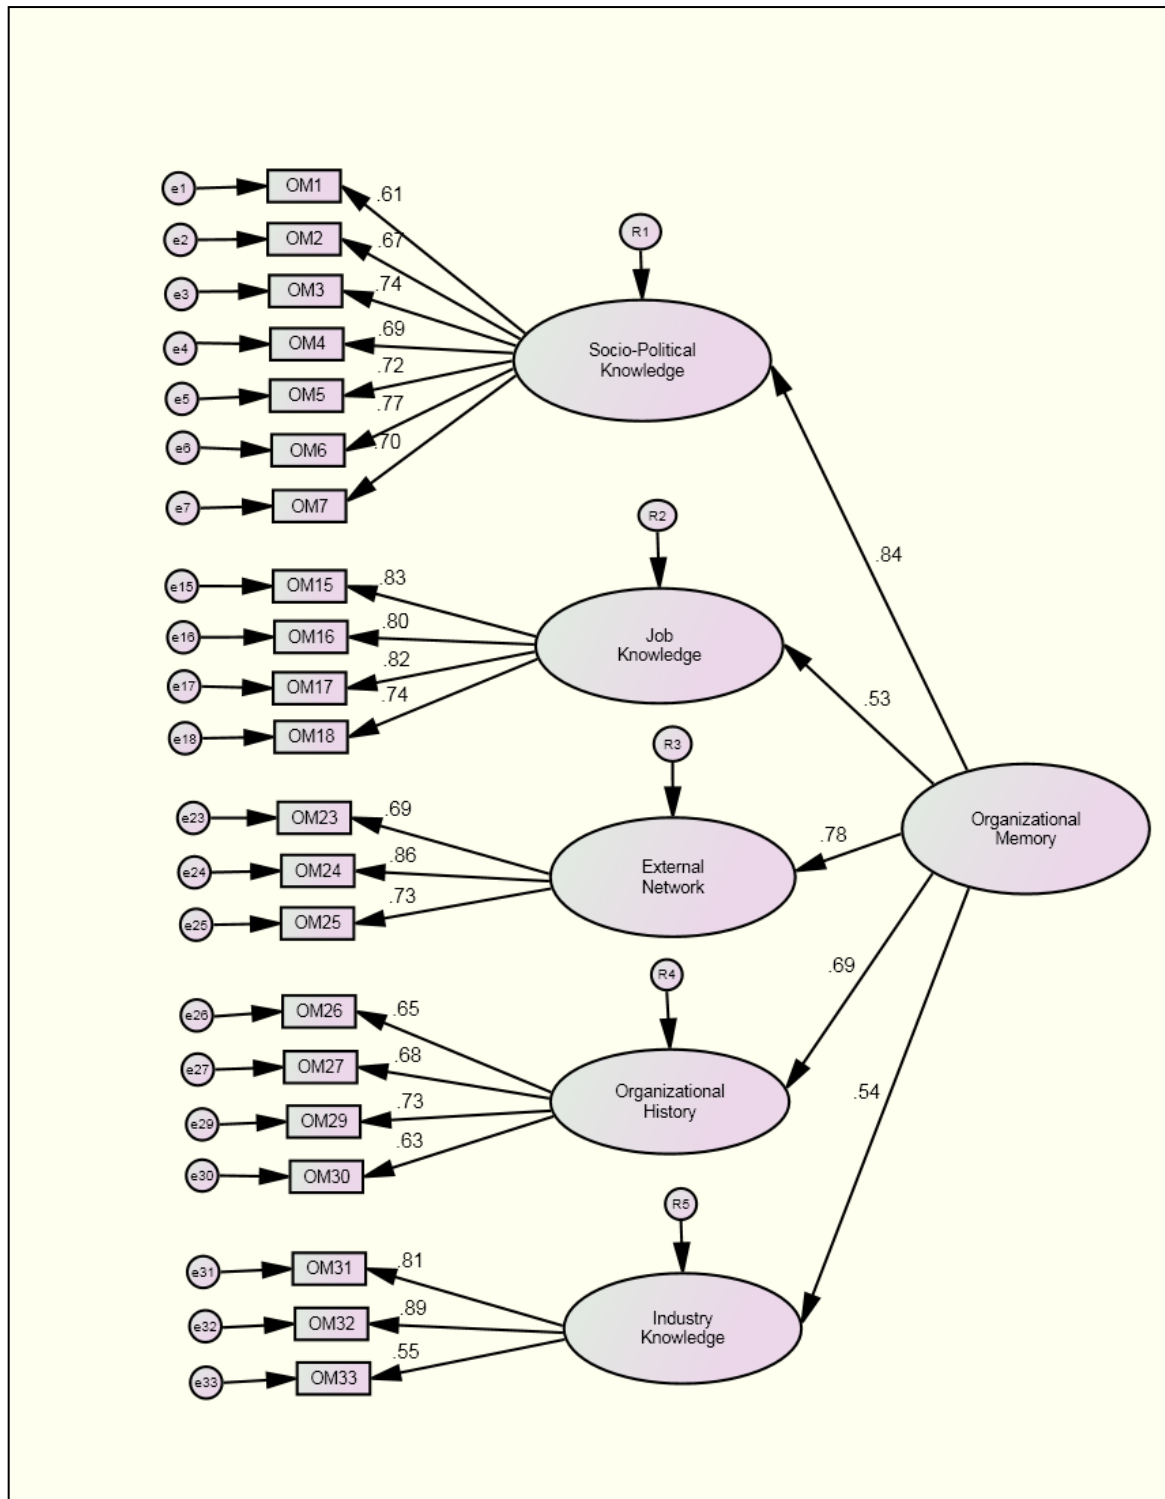 e1
OM1
.61
e2
OM2
.67
e3
OM3
.74
e4
OM4
.69
e5
OM5
.72
e6
OM6
.77
e7
OM7
.70
R1
Socio-Political
Knowledge
.84
e15
OM15
.83
e16
OM16
.80
e17
OM17
.82
e18
OM18
.74
R2
Job
Knowledge
.53
e23
OM23
.69
e24
OM24
.86
e25
OM25
.73
R3
External
Network
.78
Organizational
Memory
e26
OM26
.65
e27
OM27
.68
e29
OM29
.73
e30
OM30
.63
R4
Organizational
History
.69
e31
OM31
.81
e32
OM32
.89
e33
OM33
.55
R5
Industry
Knowledge
.54